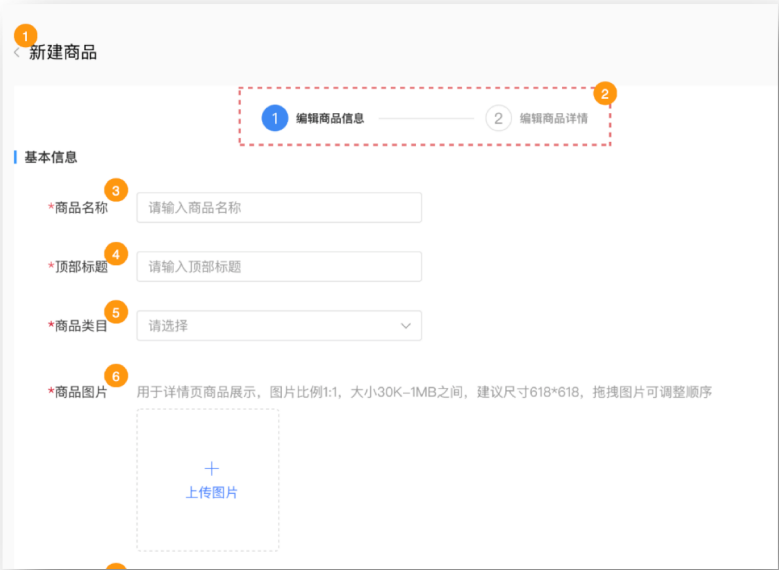 1
新建商品
2
1 编辑商品信息 2 编辑商品详情
基本信息
3
*商品名称 请输入商品名称
4
*顶部标题 请输入顶部标题
5
*商品类目 请选择
6
*商品图片 用于详情页商品展示，图片比例1:1，大小30K-1MB之间，建议尺寸618*618，拖拽图片可调整顺序
上传图片